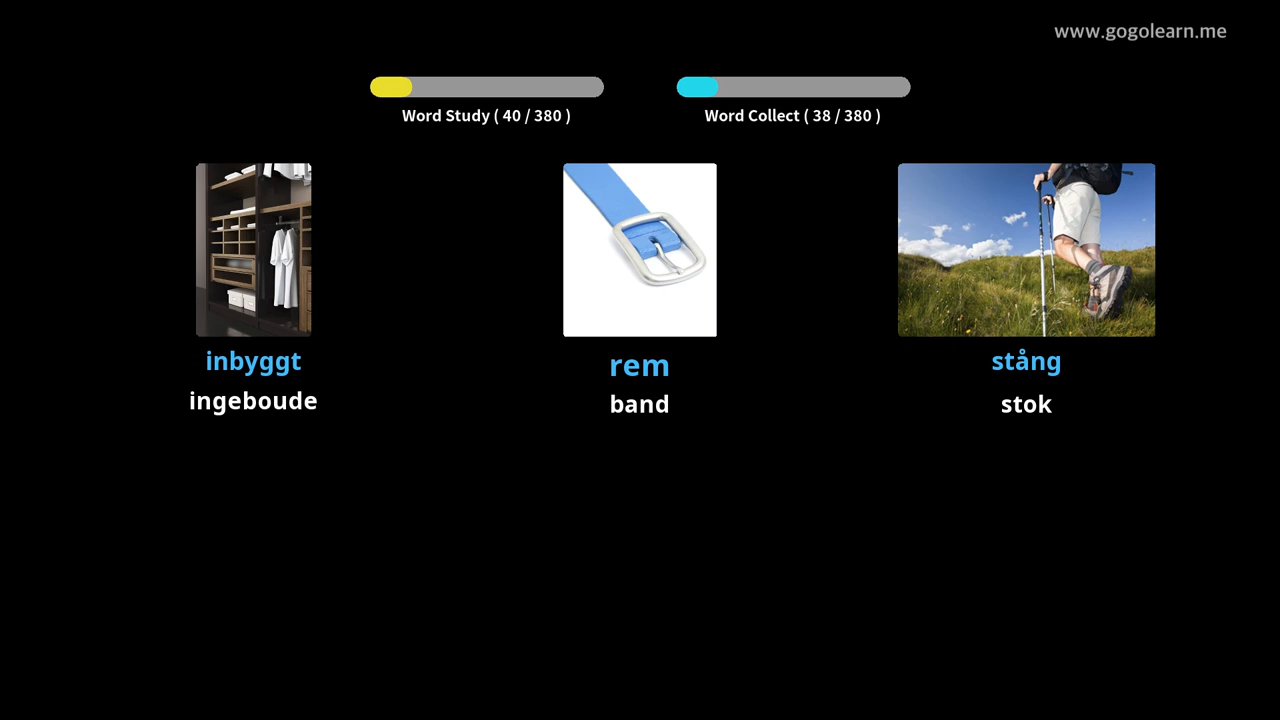 www.gogolearn.me
Word Study ( 40 / 380 )
Word Collect ( 38 / 380 )
inbyggt
ingeboude
rem
band
stång
stok